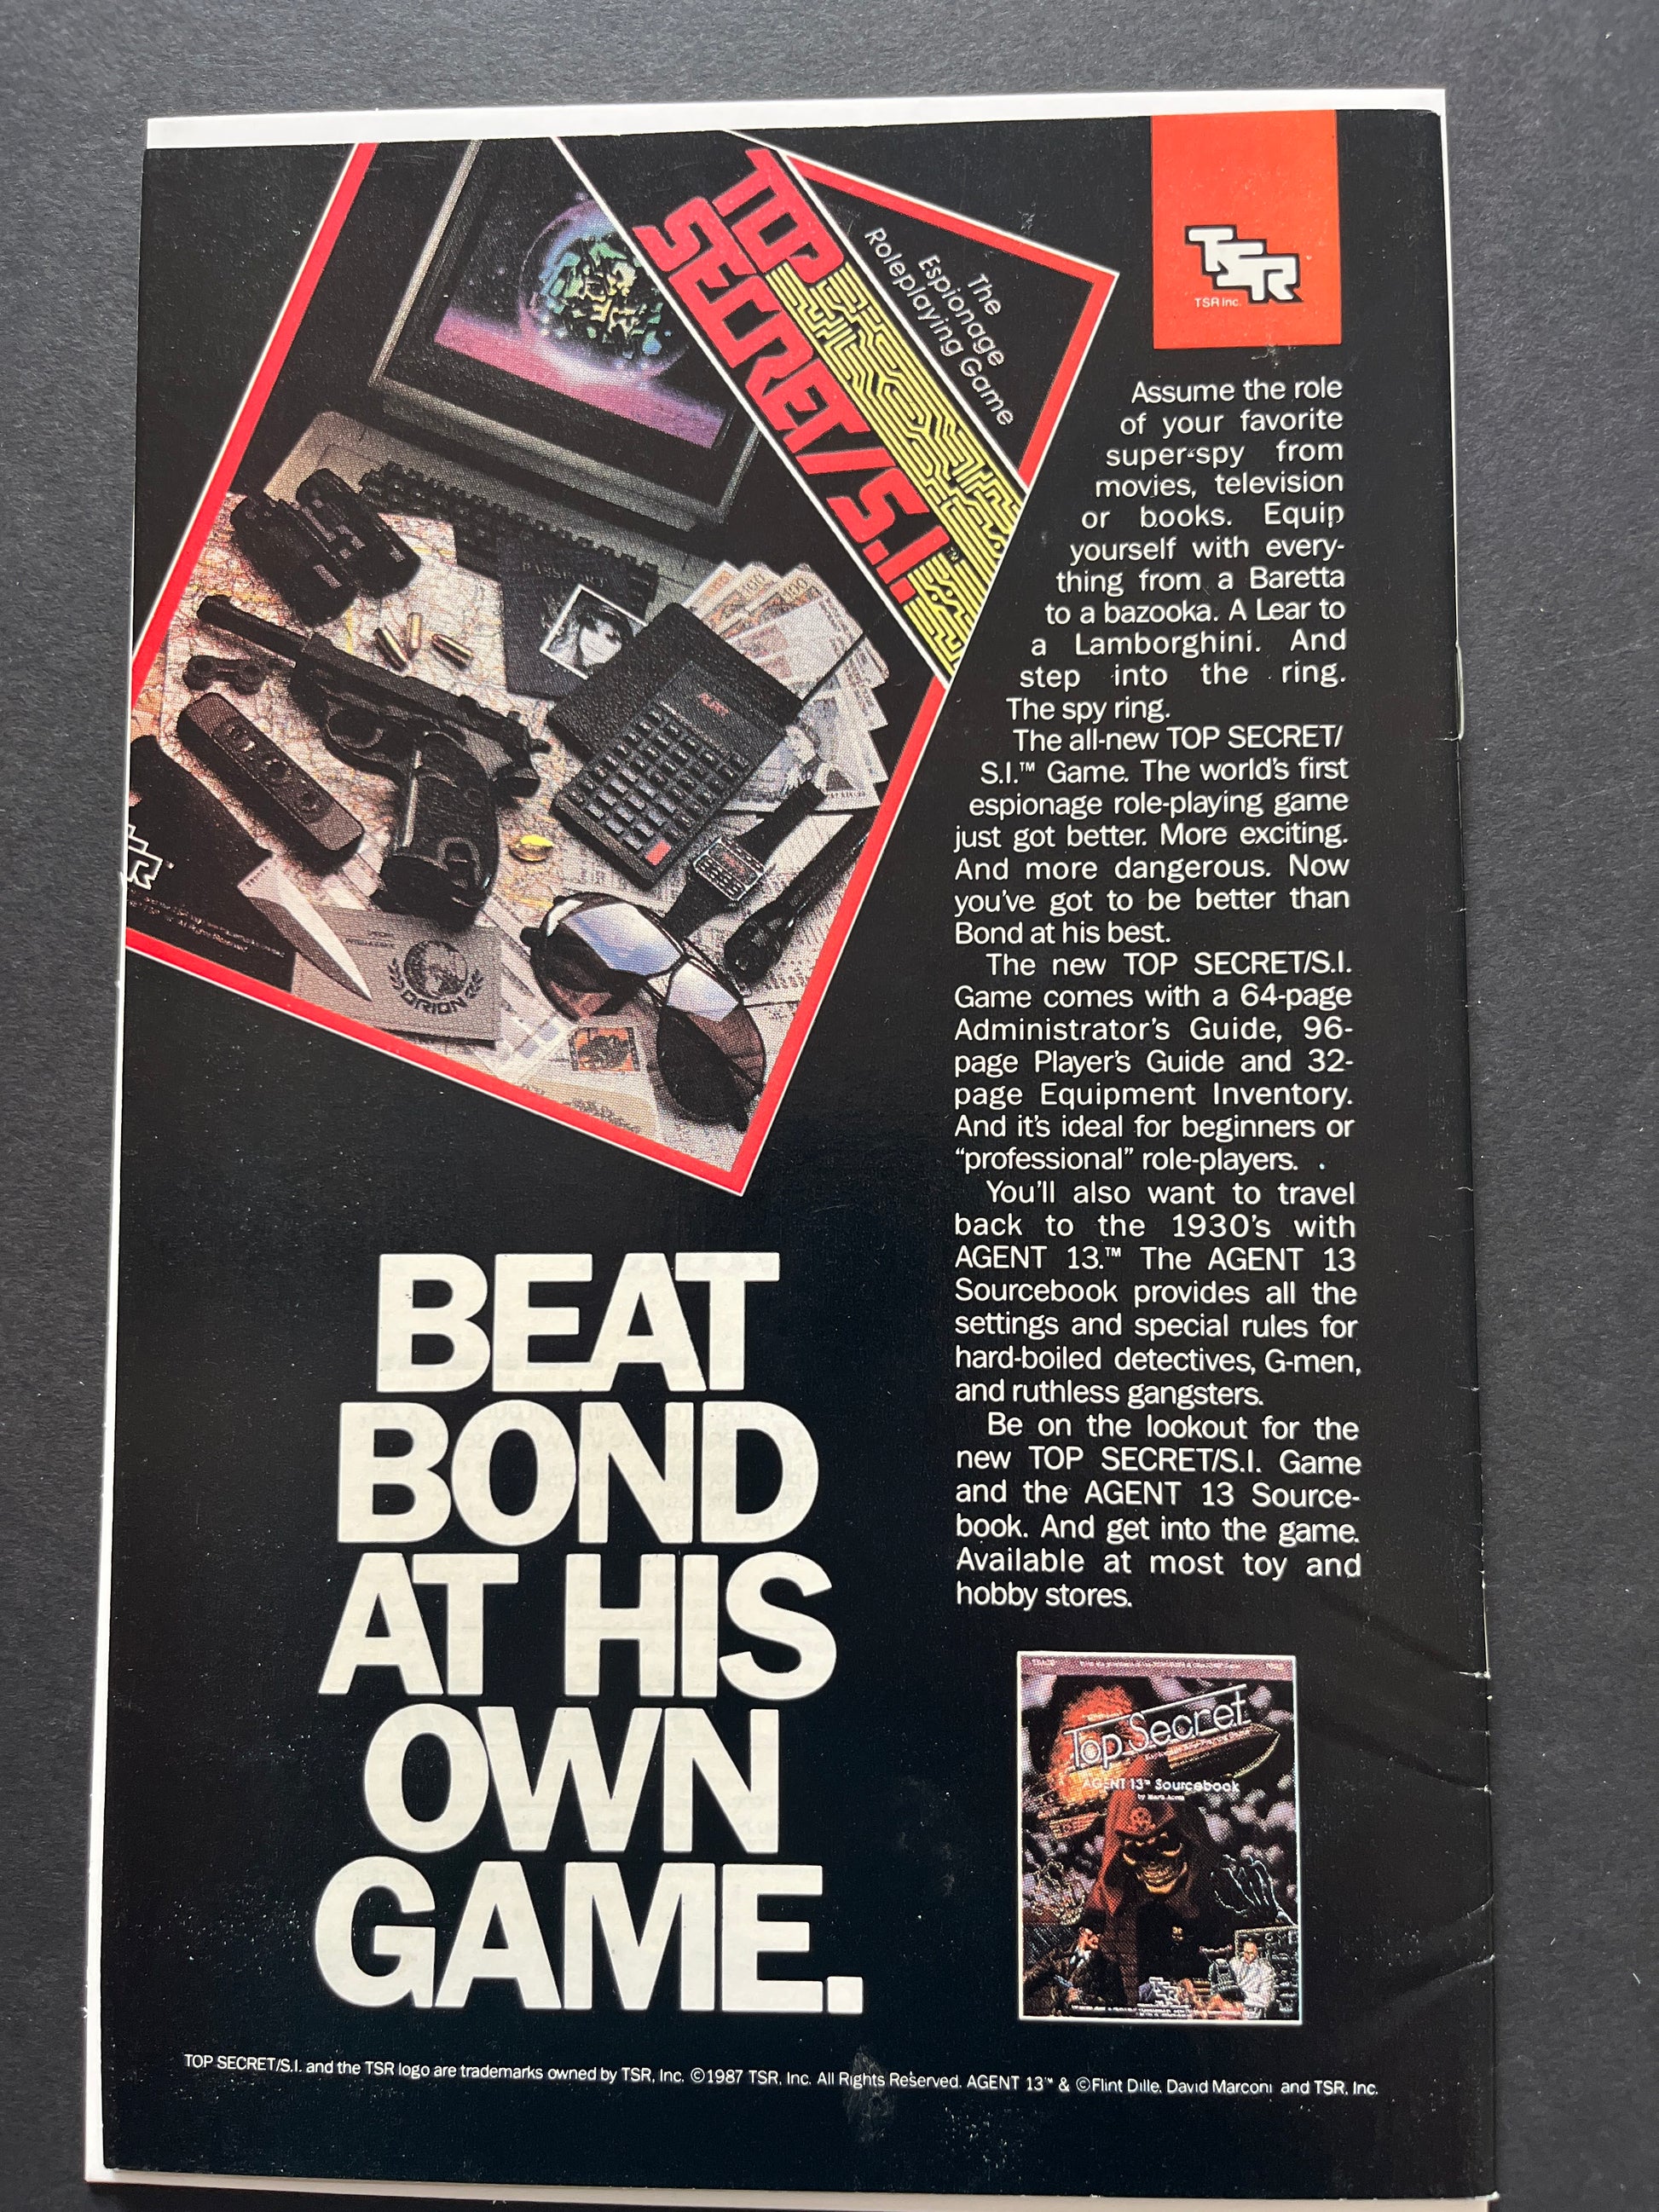 TOP
SECRET/S.I.™
The
Espionage
Roleplaying Game
PASSPORT
ORION
TSR
TSR Inc.
Assume the role
of your favorite
super-spy from
movies, television
or books. Equip
yourself with every-
thing from a Baretta
to a bazooka. A Lear to
a Lamborghini. And
step into the ring.
The spy ring.
The all-new TOP SECRET/
S.I.™ Game. The world's first
espionage role-playing game
just got better. More exciting.
And more dangerous. Now
you've got to be better than
Bond at his best.
The new TOP SECRET/S.I.
Game comes with a 64-page
Administrator's Guide, 96-
page Player's Guide and 32-
page Equipment Inventory.
And it's ideal for beginners or
"professional" role-players.
You'll also want to travel
back to the 1930's with
AGENT 13.™ The AGENT 13
Sourcebook provides all the
settings and special rules for
hard-boiled detectives, G-men,
and ruthless gangsters.
Be on the lookout for the
new TOP SECRET/S.I. Game
and the AGENT 13 Source-
book. And get into the game.
Available at most toy and
hobby stores.
BEAT
BOND
AT HIS
OWN
GAME.
Top Secret
AGENT 13™ Sourcebook
by Mark Acres
TOP SECRET/S.I. and the TSR logo are trademarks owned by TSR, Inc. ©1987 TSR, Inc. All Rights Reserved. AGENT 13™ & ©Flint Dille, David Marconi and TSR, Inc.